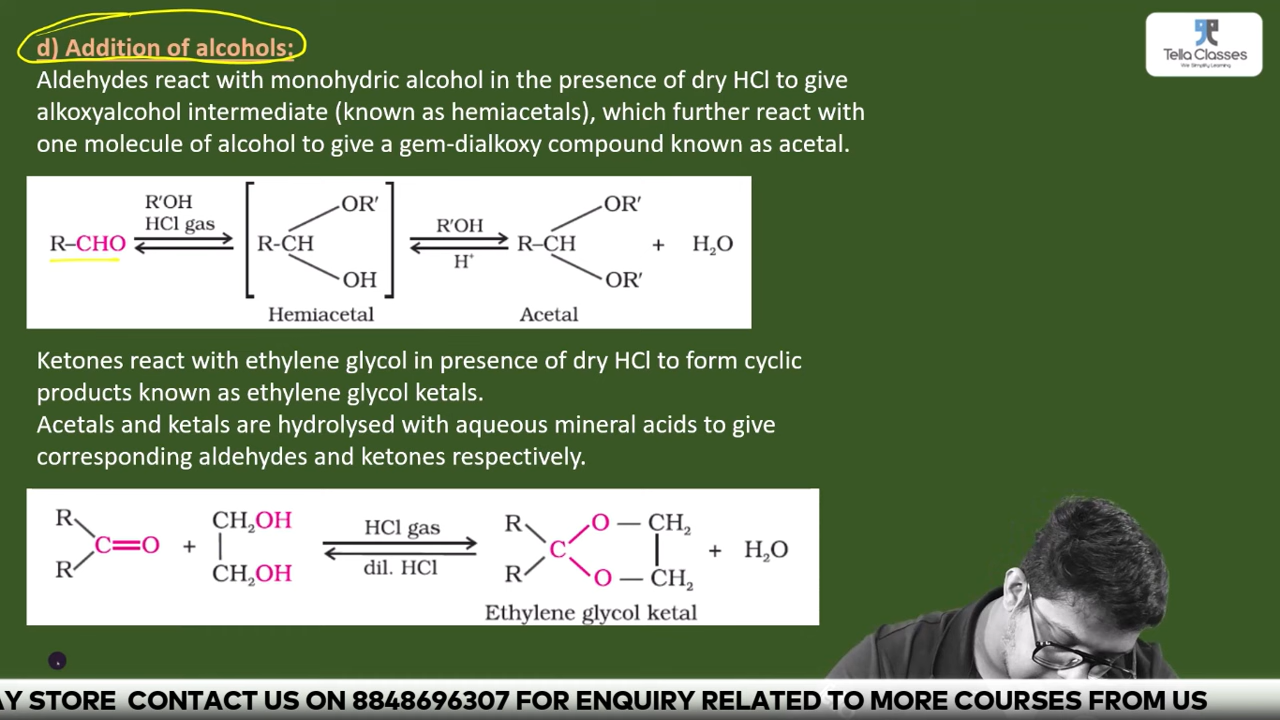 d) Addition of alcohols:
Tella Classes
We Simplify Learning
Aldehydes react with monohydric alcohol in the presence of dry HCl to give
alkoxyalcohol intermediate (known as hemiacetals), which further react with
one molecule of alcohol to give a gem-dialkoxy compound known as acetal.
R′OH
HCl gas
R–CHO
OR′
R-CH
OH
Hemiacetal
R′OH
H⁺
OR′
R–CH
OR′
Acetal
+ H₂O
Ketones react with ethylene glycol in presence of dry HCl to form cyclic
products known as ethylene glycol ketals.
Acetals and ketals are hydrolysed with aqueous mineral acids to give
corresponding aldehydes and ketones respectively.
R
C=O
R
+
CH₂OH
CH₂OH
HCl gas
dil. HCl
R
C
R
O — CH₂
O — CH₂
+ H₂O
Ethylene glycol ketal
AY STORE CONTACT US ON 8848696307 FOR ENQUIRY RELATED TO MORE COURSES FROM US